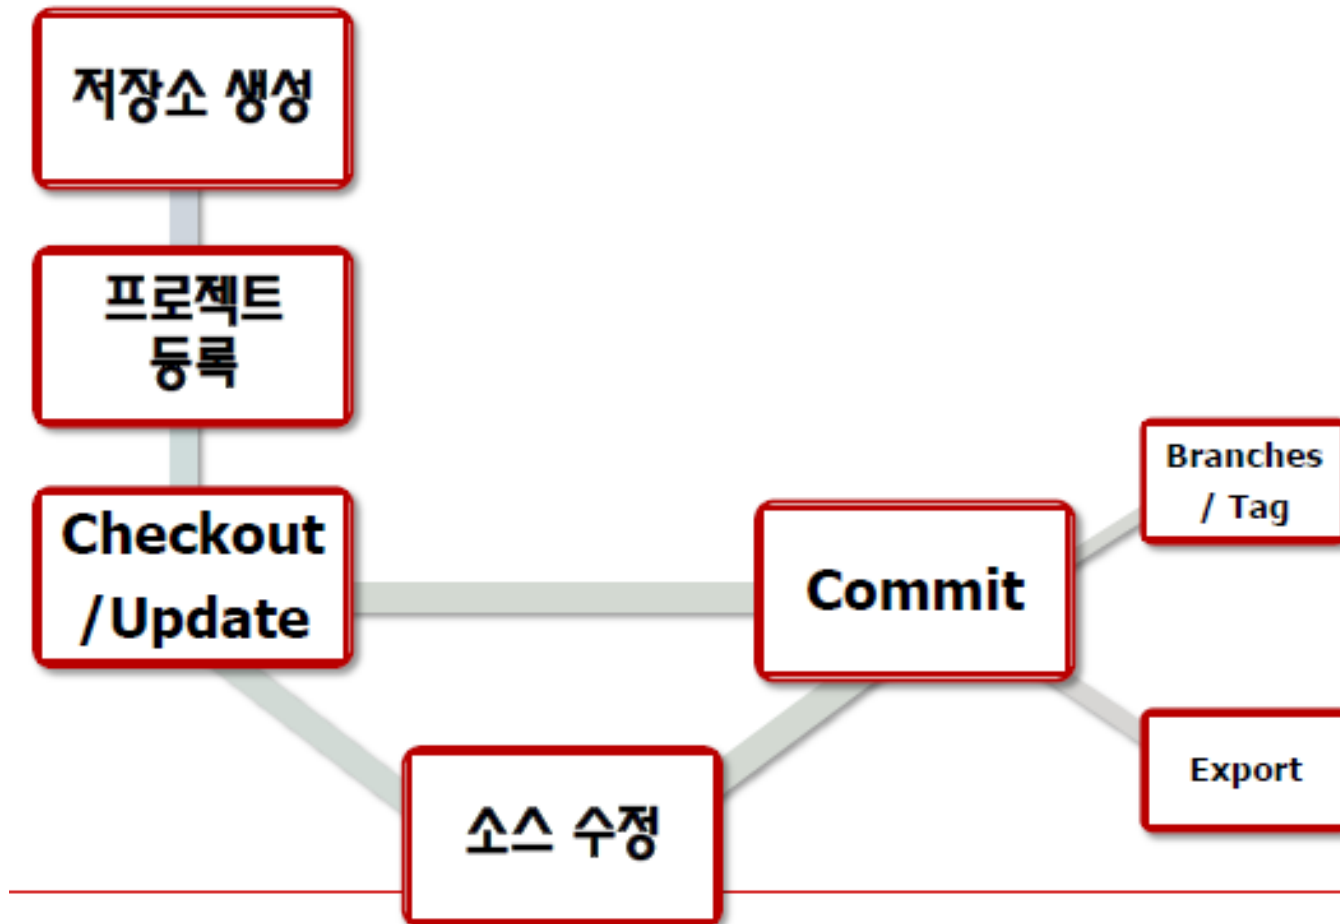 저장소 생성
프로젝트
등록
Checkout
/Update
Commit
Branches
/ Tag
Export
소스 수정